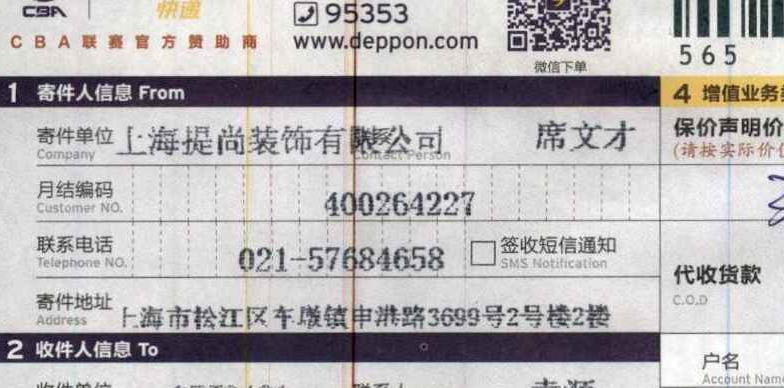 CBA
快递
95353
CBA联赛官方赞助商
www.deppon.com
微信下单
565
1 寄件人信息 From
4 增值业务
寄件单位 上海提尚装饰有限公司 席文才
Company Contact Person
保价声明价
(请按实际价
月结编码 400264227
Customer NO.
联系电话 021-57684658 签收短信通知
Telephone NO. SMS Notification
代收货款
C.O.D
寄件地址 上海市松江区车墩镇申港路3699号2号楼2楼
Address
2 收件人信息 To
户名
Account Nam